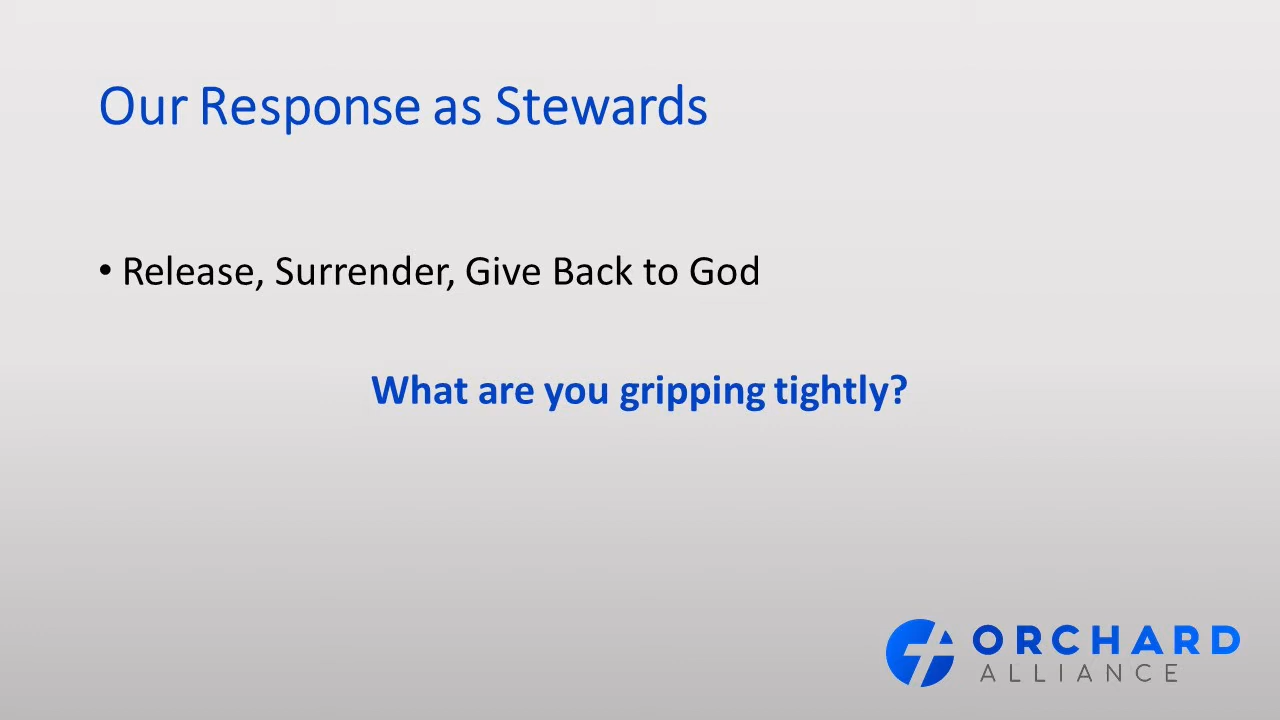 Our Response as Stewards
• Release, Surrender, Give Back to God
What are you gripping tightly?
ORCHARD
ALLIANCE